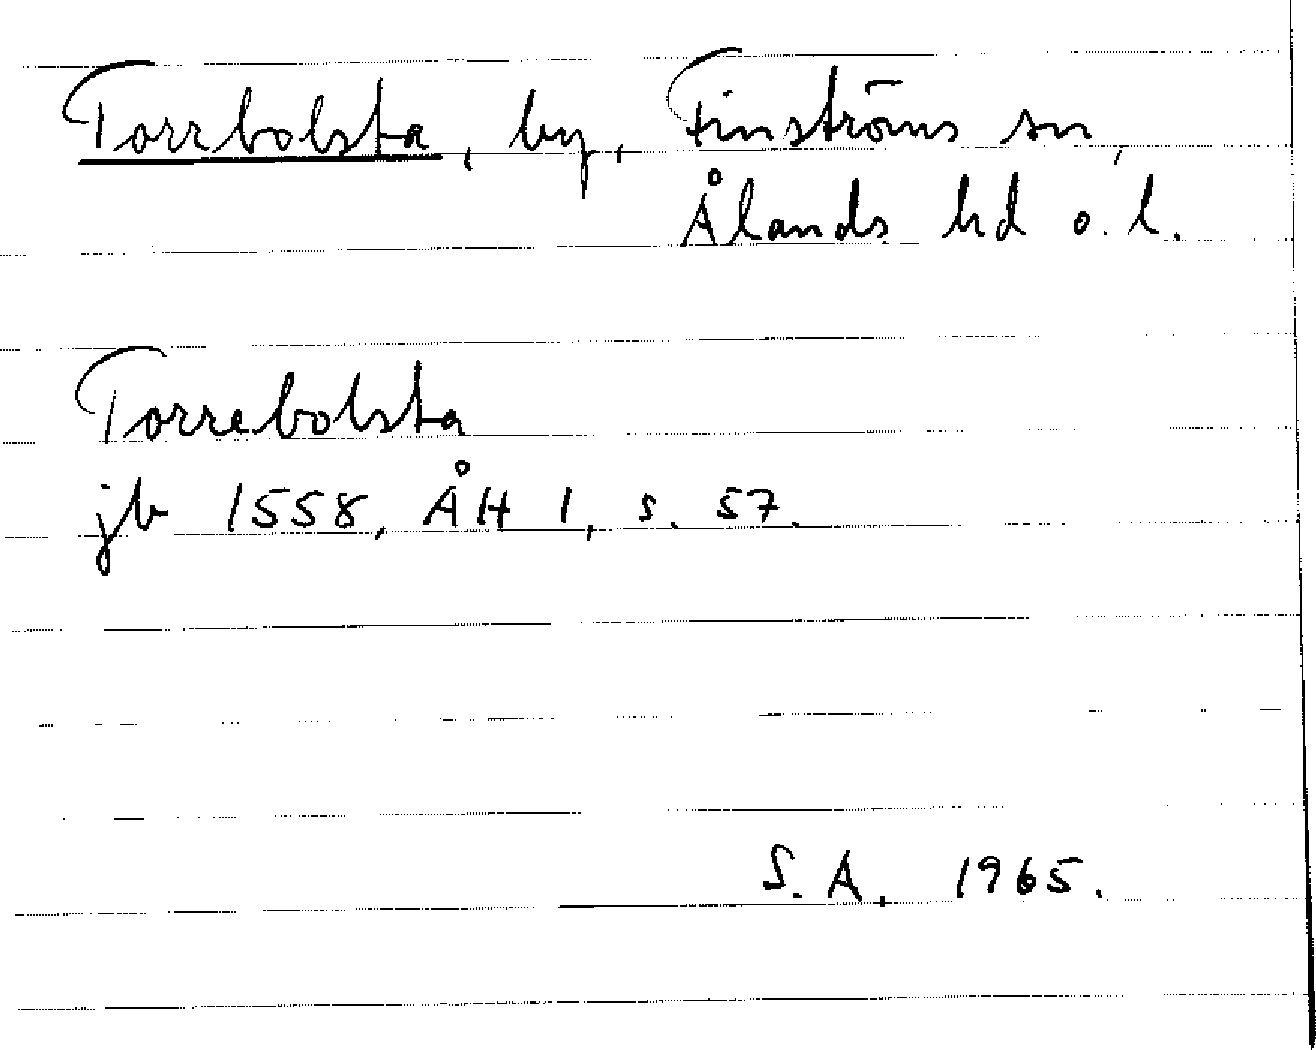 Torrbolsta, by, Finströms sn,
Ålands hd o. l.
Torrebolsta
jb 1558, ÅH 1, s. 57.
S. A. 1965.